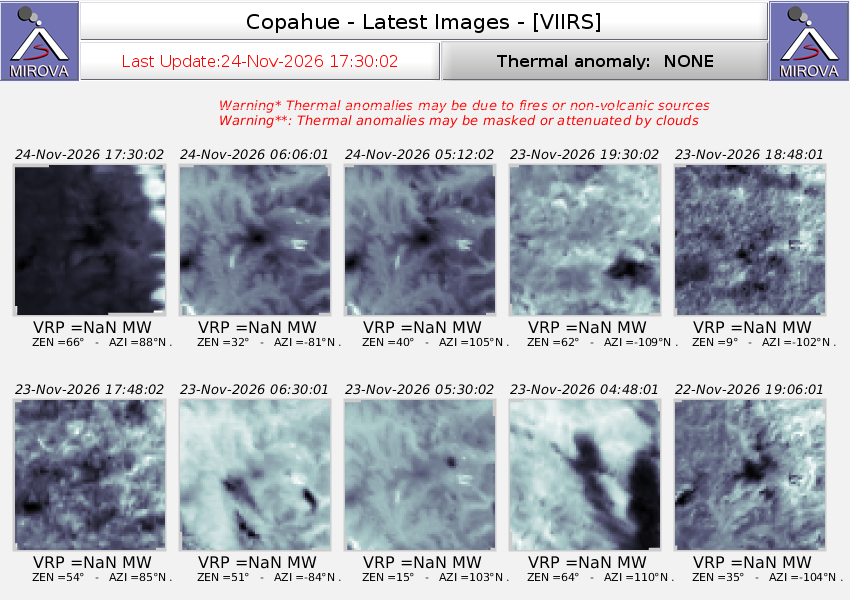 Copahue - Latest Images - [VIIRS]
MIROVA
MIROVA
Last Update:24-Nov-2026 17:30:02
Thermal anomaly: NONE
Warning* Thermal anomalies may be due to fires or non-volcanic sources
Warning**: Thermal anomalies may be masked or attenuated by clouds
24-Nov-2026 17:30:02 24-Nov-2026 06:06:01 24-Nov-2026 05:12:02 23-Nov-2026 19:30:02 23-Nov-2026 18:48:01
VRP =NaN MW VRP =NaN MW VRP =NaN MW VRP =NaN MW VRP =NaN MW
ZEN =66° - AZI =88°N . ZEN =32° - AZI =-81°N . ZEN =40° - AZI =105°N . ZEN =62° - AZI =-109°N . ZEN =9° - AZI =-102°N .
23-Nov-2026 17:48:02 23-Nov-2026 06:30:01 23-Nov-2026 05:30:02 23-Nov-2026 04:48:01 22-Nov-2026 19:06:01
VRP =NaN MW VRP =NaN MW VRP =NaN MW VRP =NaN MW VRP =NaN MW
ZEN =54° - AZI =85°N . ZEN =51° - AZI =-84°N . ZEN =15° - AZI =103°N . ZEN =64° - AZI =110°N . ZEN =35° - AZI =-104°N .